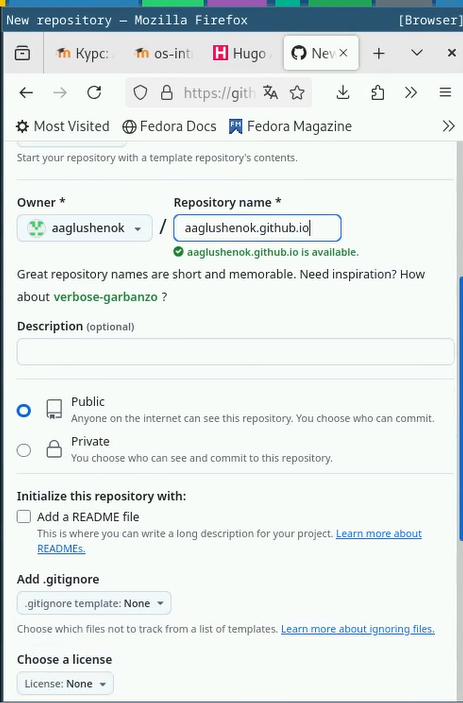 New repository — Mozilla Firefox [Browser]
Курс: os-int Hugo New
https://gith
Most Visited Fedora Docs Fedora Magazine
Start your repository with a template repository's contents.
Owner * Repository name *
aaglushenok / aaglushenok.github.io
aaglushenok.github.io is available.
Great repository names are short and memorable. Need inspiration? How
about verbose-garbanzo ?
Description (optional)
Public
Anyone on the internet can see this repository. You choose who can commit.
Private
You choose who can see and commit to this repository.
Initialize this repository with:
Add a README file
This is where you can write a long description for your project. Learn more about
READMEs.
Add .gitignore
.gitignore template: None
Choose which files not to track from a list of templates. Learn more about ignoring files.
Choose a license
License: None